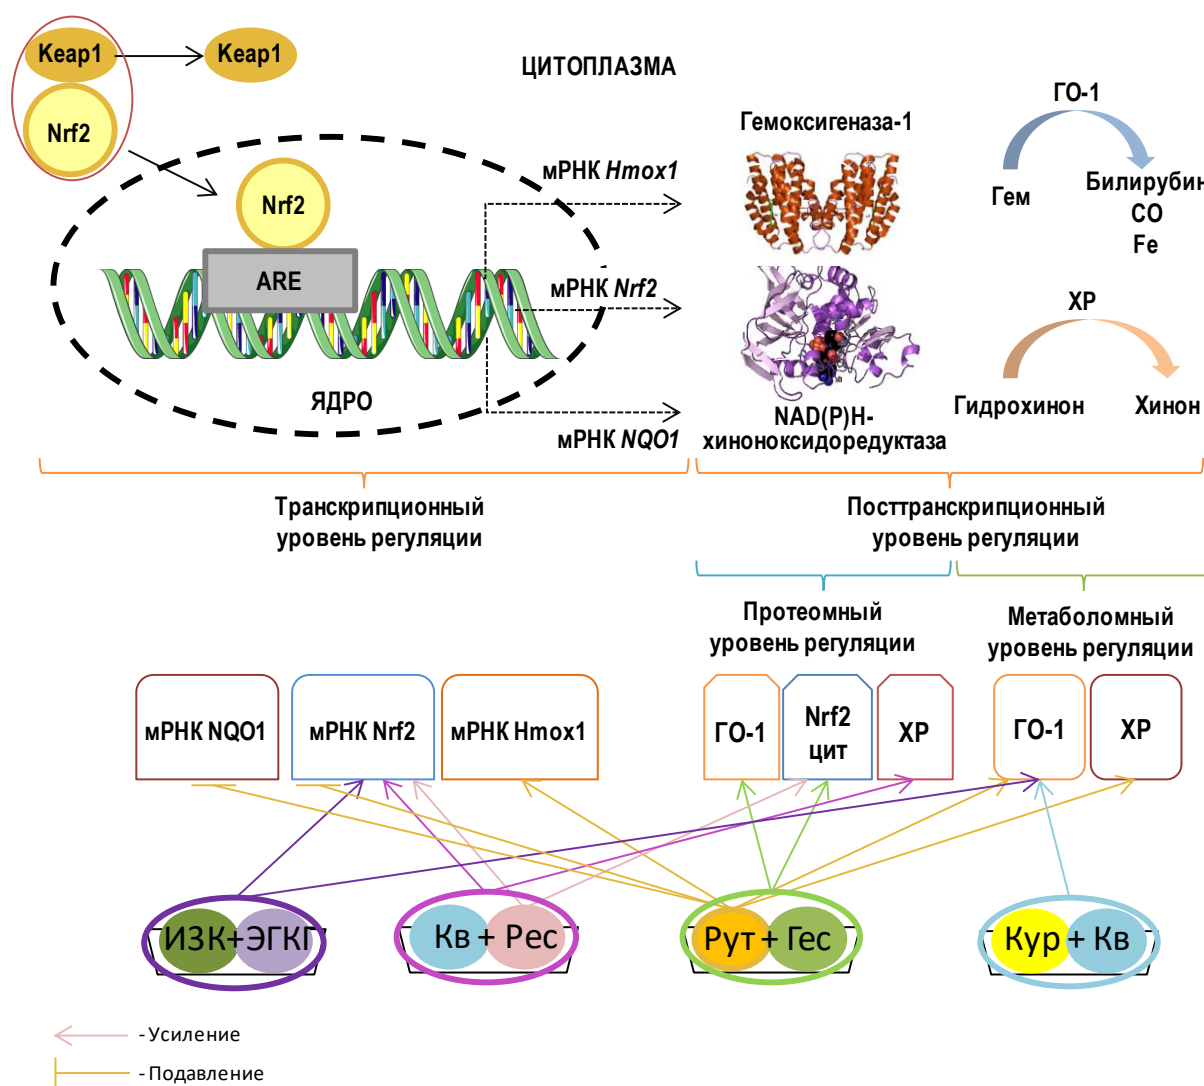 Keap1
Keap1
ЦИТОПЛАЗМА
Nrf2
Nrf2
ARE
ЯДРО
мРНК Hmox1
мРНК Nrf2
мРНК NQO1
Гемоксигеназа-1
NAD(P)H-
хиноноксидоредуктаза
ГО-1
Гем
Билирубин
CO
Fe
ХР
Гидрохинон
Хинон
Транскрипционный
уровень регуляции
Посттранскрипционный
уровень регуляции
Протеомный
уровень регуляции
Метаболомный
уровень регуляции
мРНК NQO1
мРНК Nrf2
мРНК Hmox1
ГО-1
Nrf2
цит
ХР
ГО-1
ХР
ИЗК+ЭГКГ
Кв + Рес
Рут + Гес
Кур + Кв
- Усиление
- Подавление